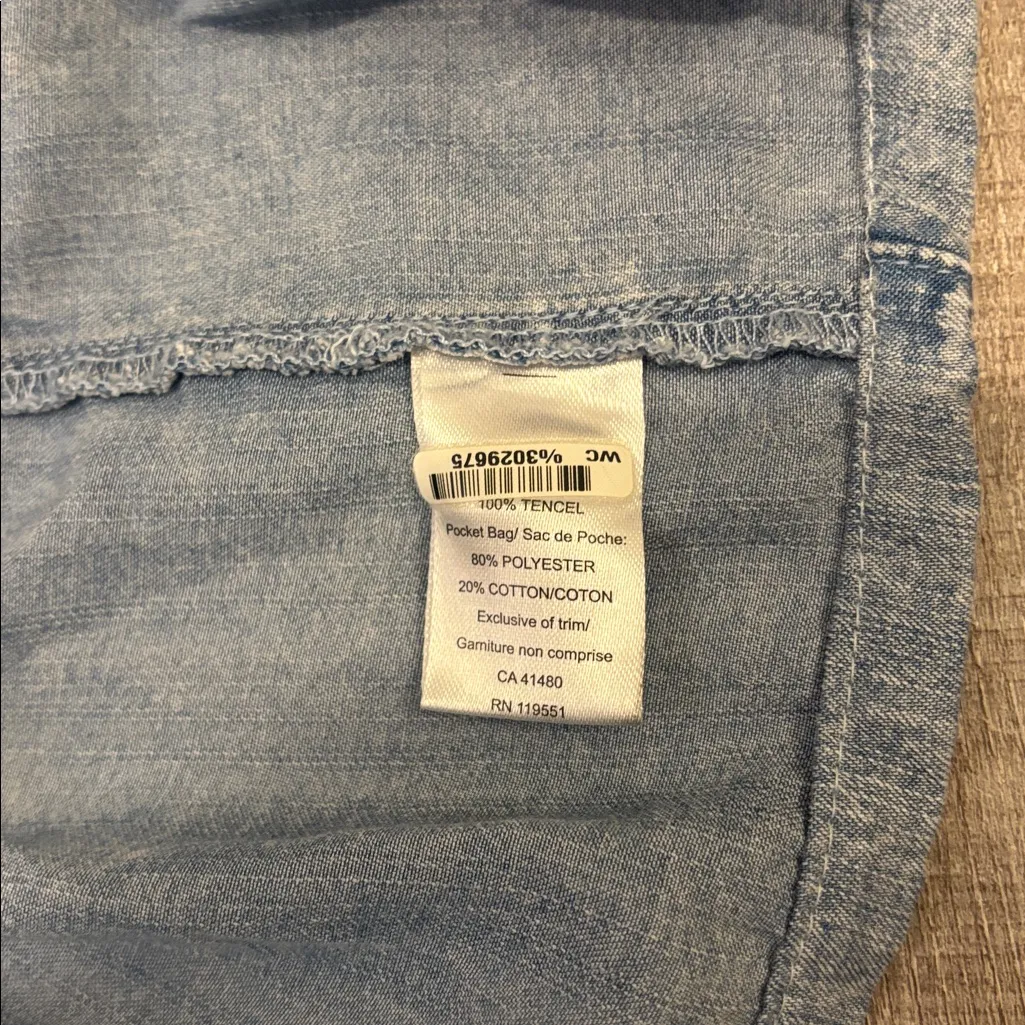 WC %3029675
100% TENCEL
Pocket Bag/ Sac de Poche:
80% POLYESTER
20% COTTON/COTON
Exclusive of trim/
Garniture non comprise
CA 41480
RN 119551